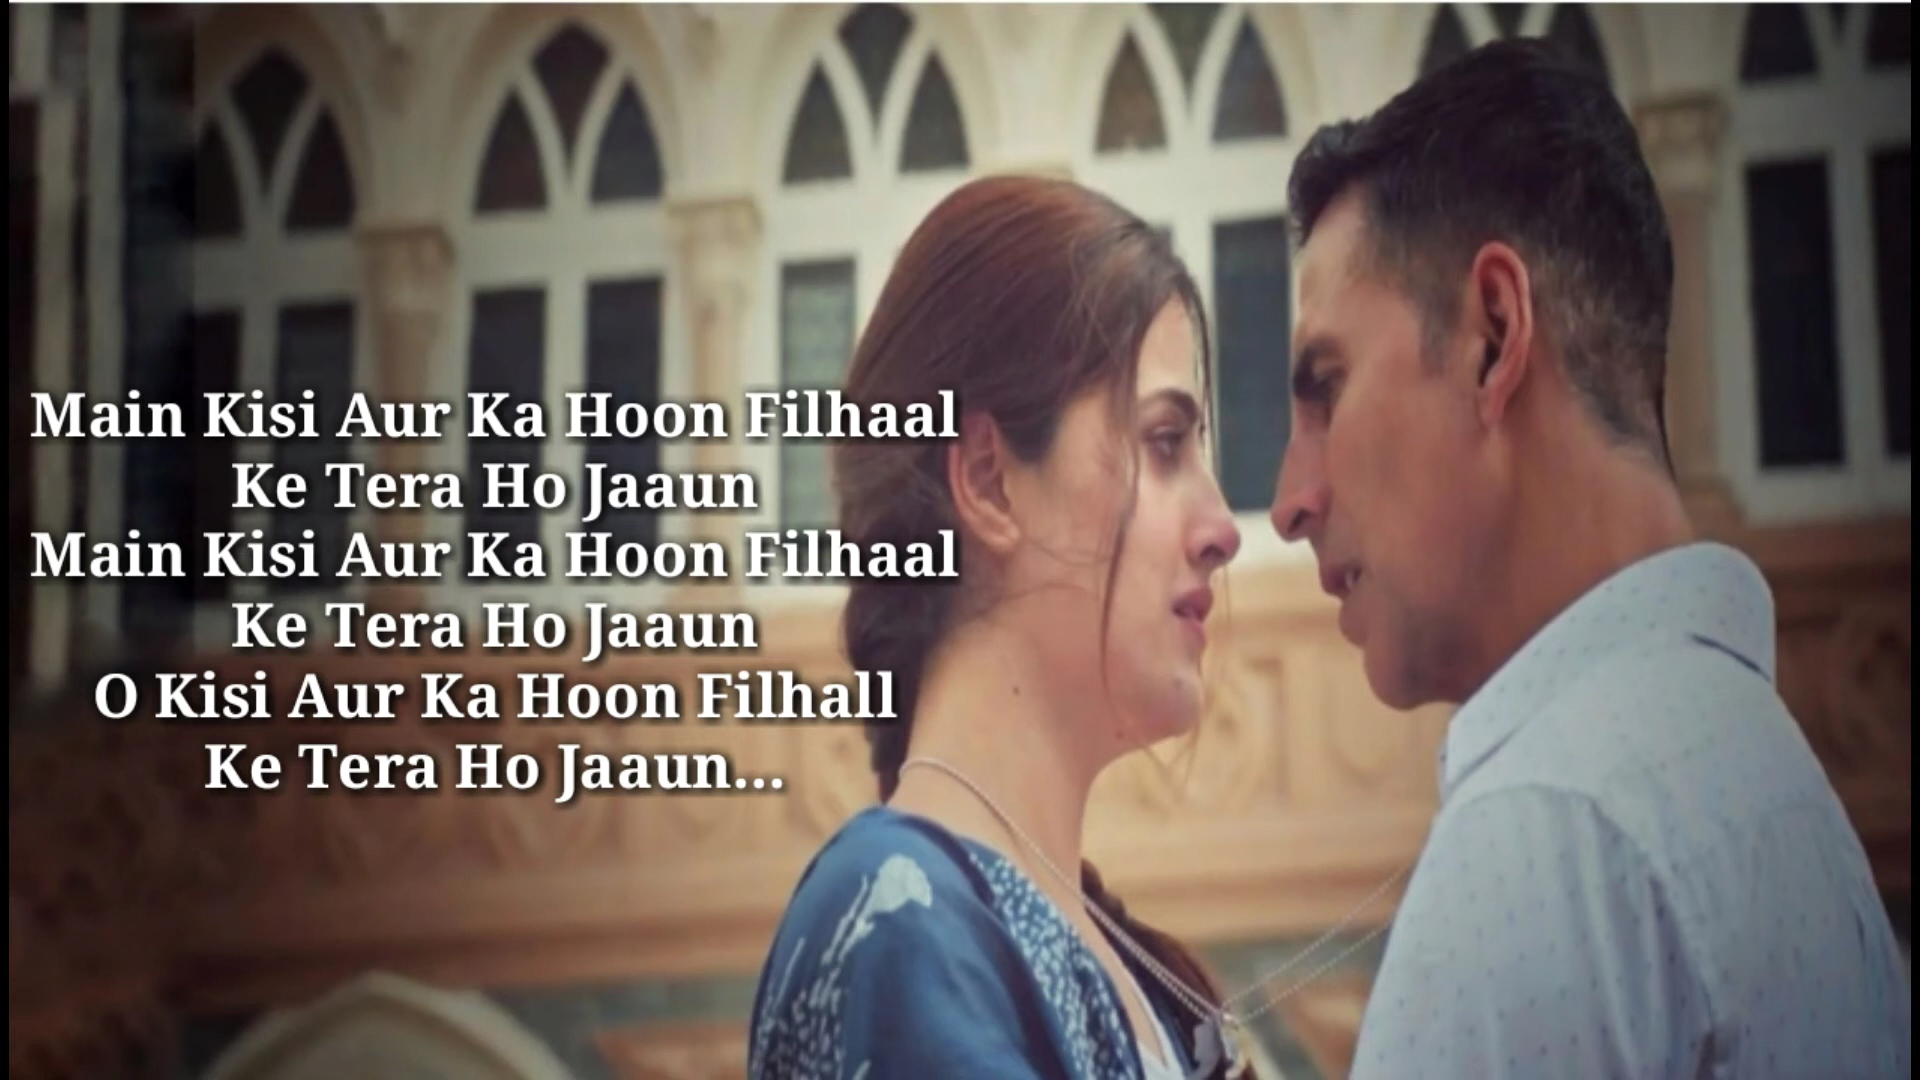 Main Kisi Aur Ka Hoon Filhaal
Ke Tera Ho Jaaun
Main Kisi Aur Ka Hoon Filhaal
Ke Tera Ho Jaaun
O Kisi Aur Ka Hoon Filhall
Ke Tera Ho Jaaun...